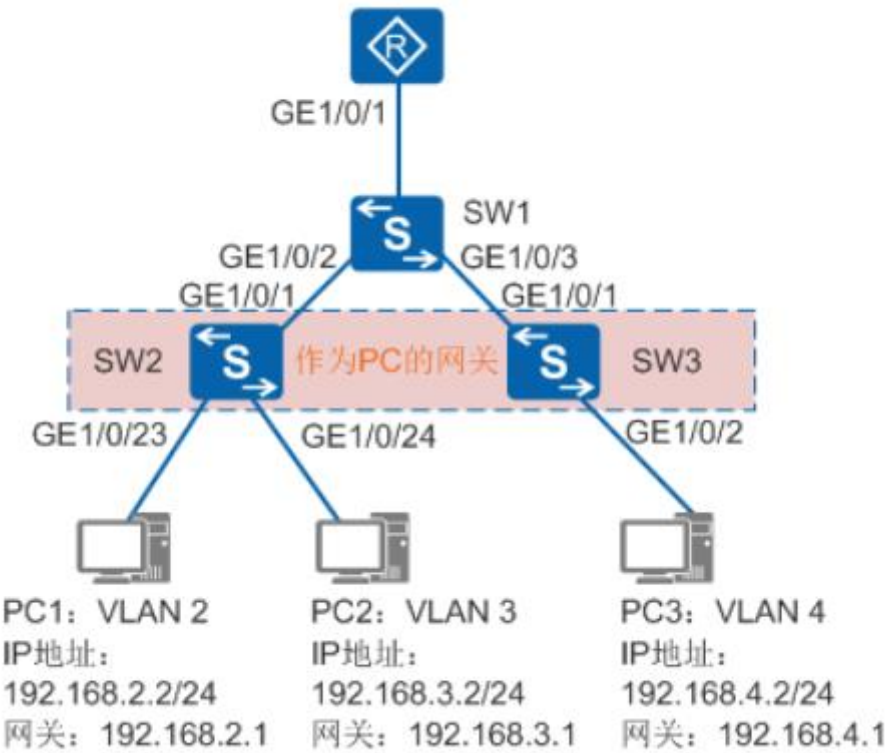 R
GE1/0/1
SW1
S
GE1/0/2
GE1/0/3
GE1/0/1
GE1/0/1
SW2
S
作为PC的网关
S
SW3
GE1/0/23
GE1/0/24
GE1/0/2
PC1：VLAN 2
IP地址：
192.168.2.2/24
网关：192.168.2.1
PC2：VLAN 3
IP地址：
192.168.3.2/24
网关：192.168.3.1
PC3：VLAN 4
IP地址：
192.168.4.2/24
网关：192.168.4.1